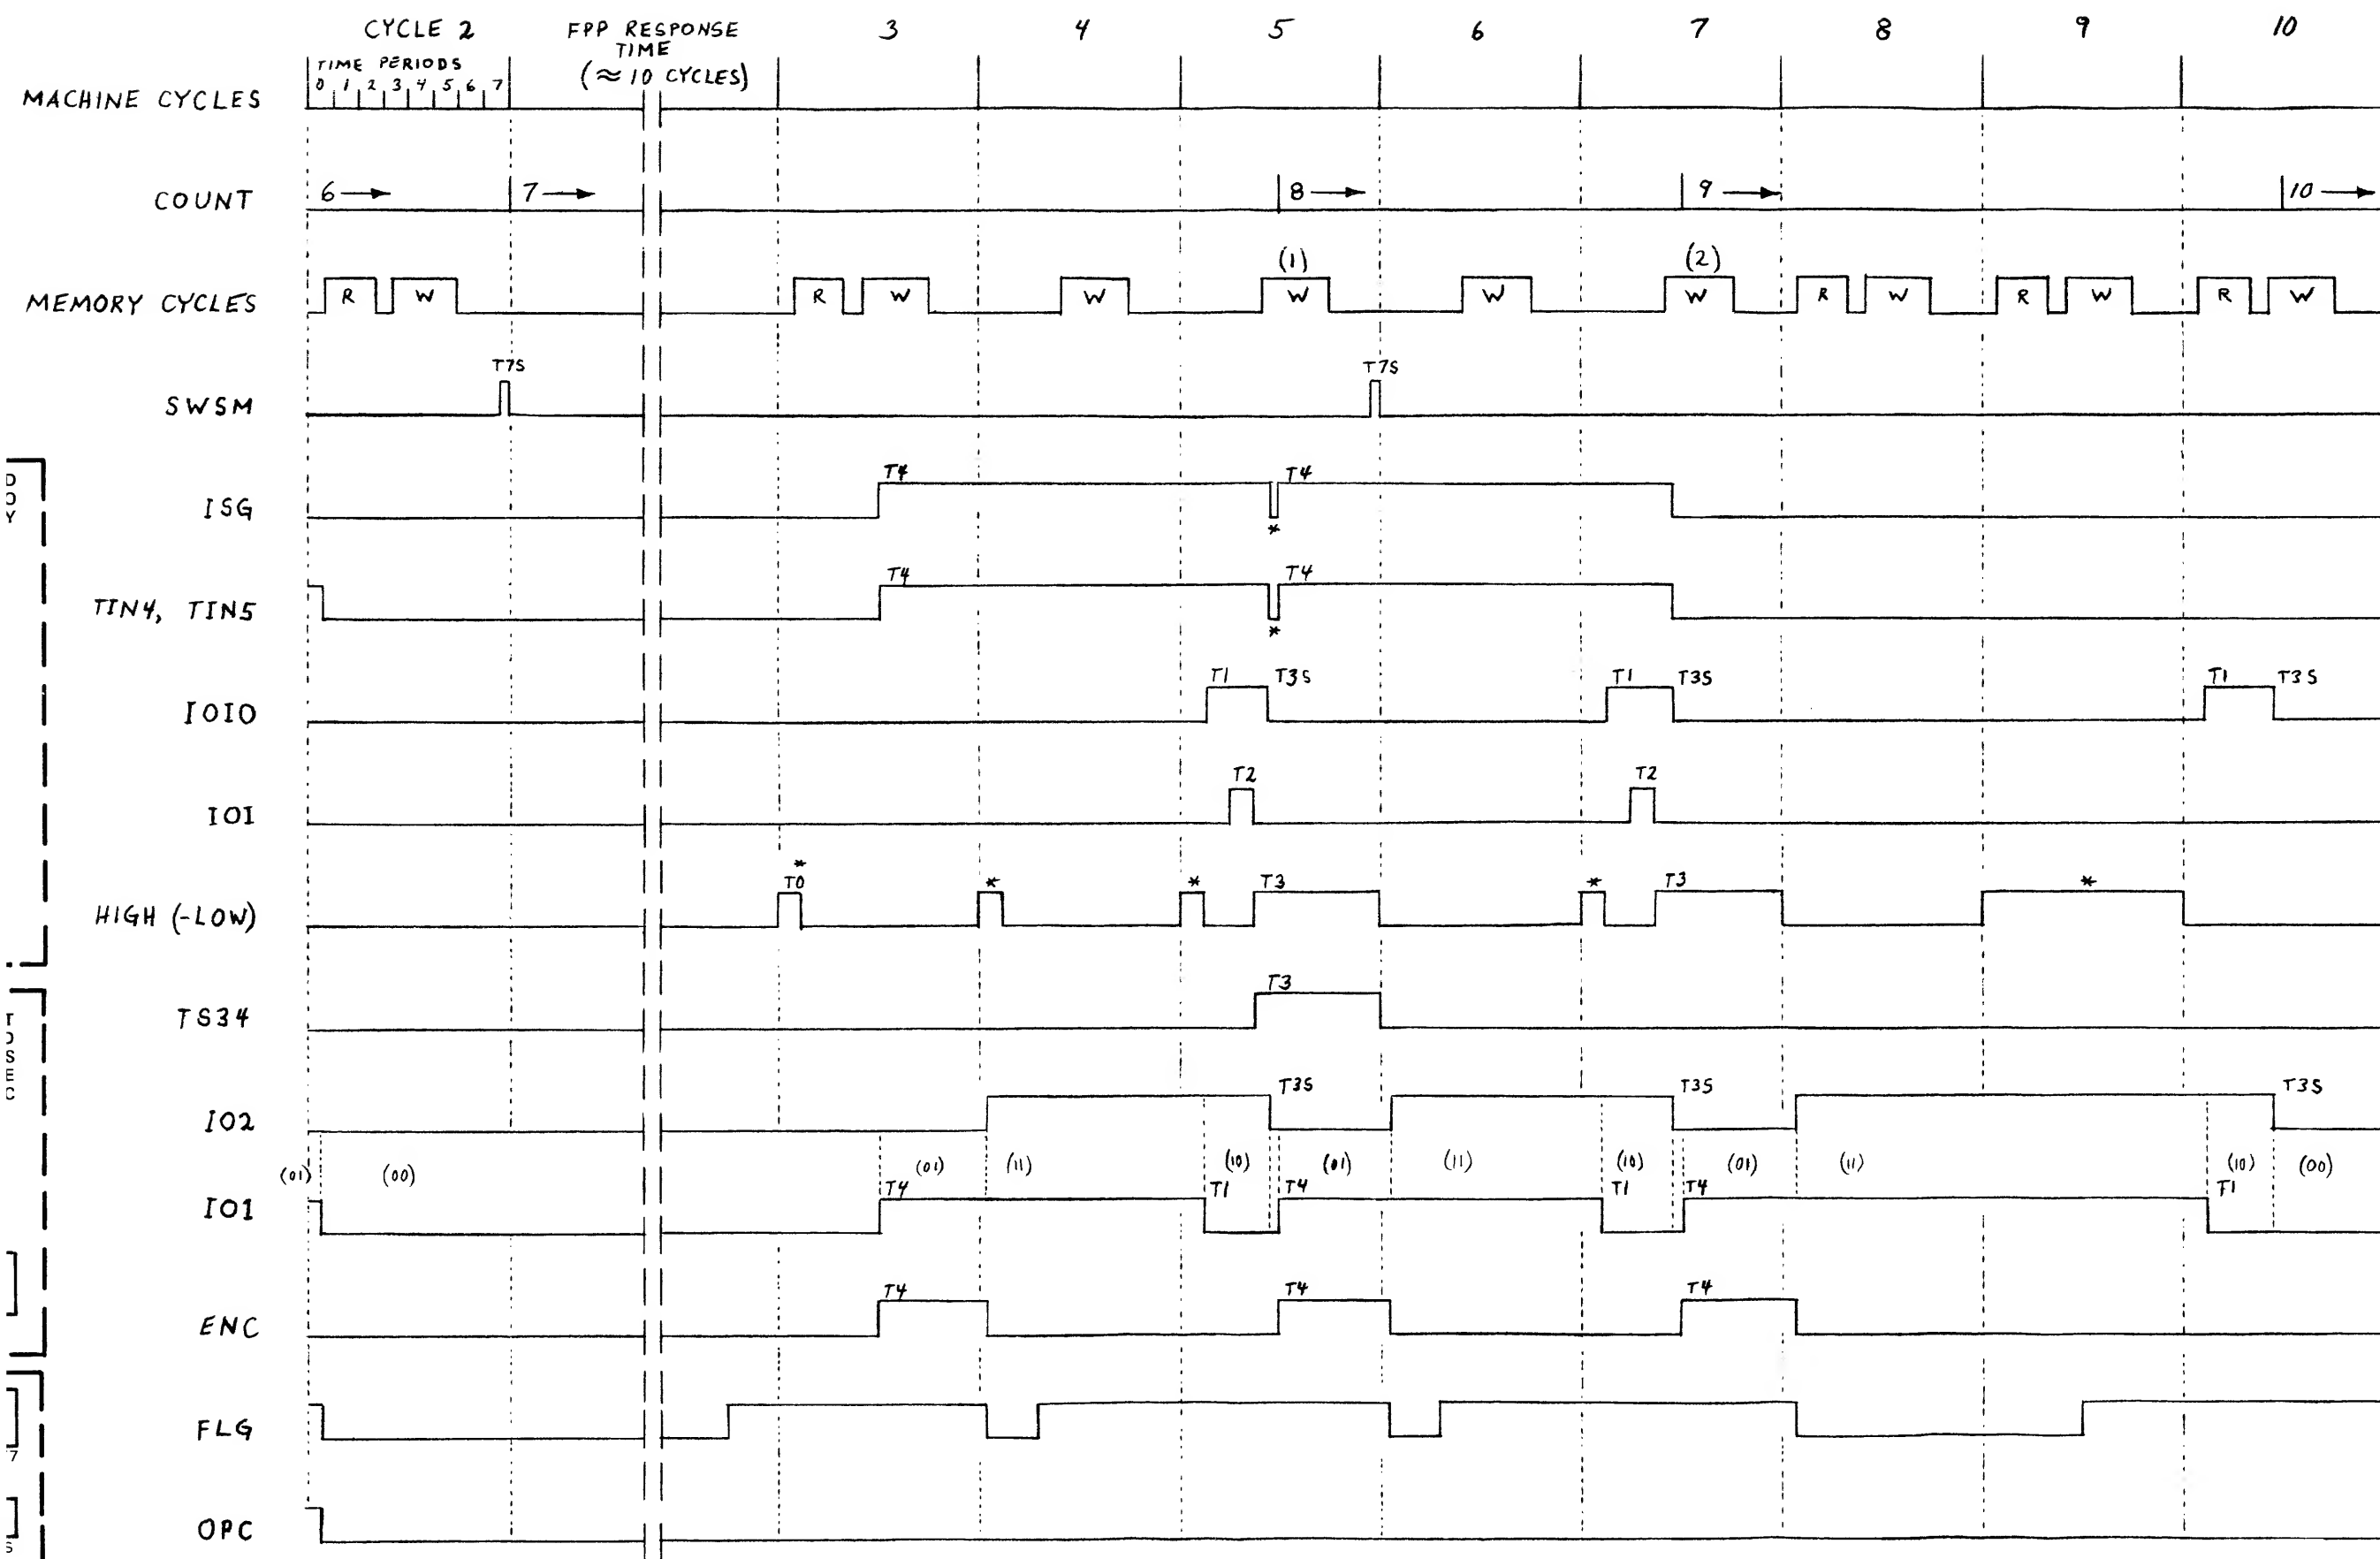 CYCLE 2 FPP RESPONSE TIME (≈ 10 CYCLES) 3 4 5 6 7 8 9 10
TIME PERIODS
0 1 2 3 4 5 6 7
MACHINE CYCLES
COUNT 6 → 7 → 8 → 9 → 10 →
(1) (2)
MEMORY CYCLES R W R W W W W W R W R W R W
T7S T7S
SWSM
T4 T4
ISG
*
T4 T4
TIN4, TIN5
*
T1 T3S T1 T3S T1 T3S
IOIO
T2 T2
IOI
* T0 * * T3 * T3 *
HIGH (-LOW)
T3
TS34
T3S T3S T3S
IO2
(01) (00) (01) (11) (10) (01) (11) (10) (01) (11) (10) (00)
T4 T1 T4 T1 T4 T1
IO1
T4 T4 T4
ENC
FLG
OPC
D
O
Y
T
O
S
E
C
7